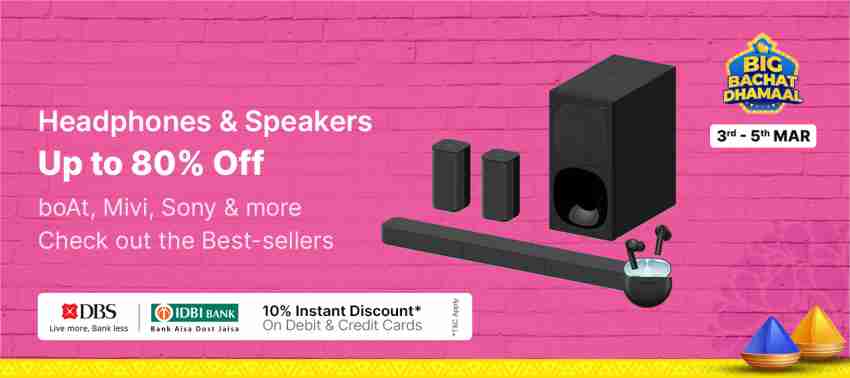 Headphones & Speakers
Up to 80% Off
boAt, Mivi, Sony & more
Check out the Best-sellers
BIG
BACHAT
DHAMAAL
3rd - 5th MAR
DBS
Live more, Bank less
IDBI BANK
Bank Aisa Dost Jaisa
10% Instant Discount*
On Debit & Credit Cards
*T&C Apply